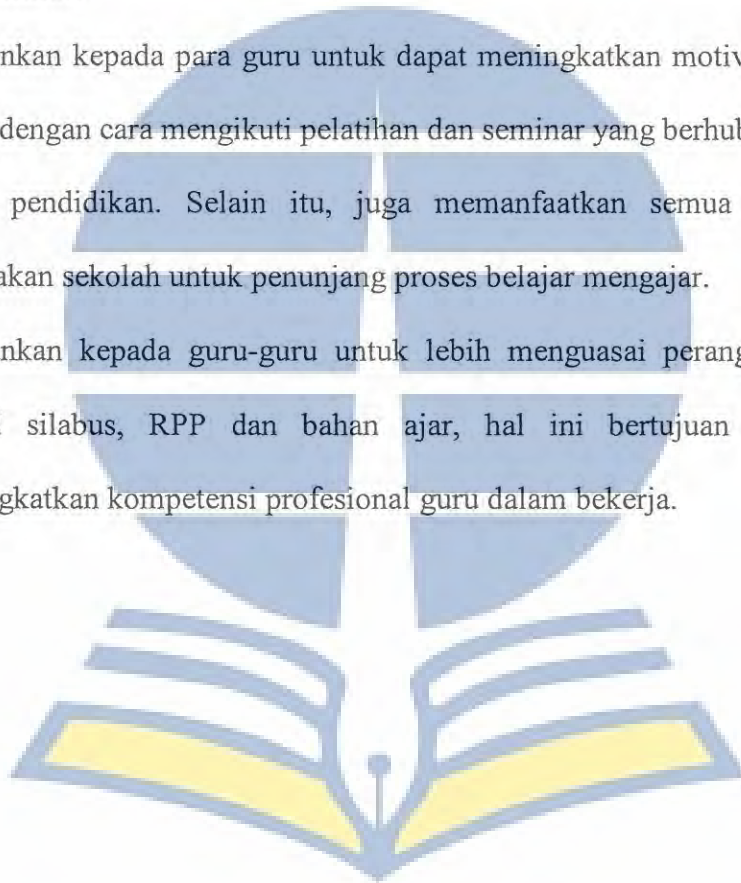 nkan kepada para guru untuk dapat meningkatkan motiv
dengan cara mengikuti pelatihan dan seminar yang berhub
pendidikan. Selain itu, juga memanfaatkan semua
akan sekolah untuk penunjang proses belajar mengajar.
nkan kepada guru-guru untuk lebih menguasai perang
silabus, RPP dan bahan ajar, hal ini bertujuan
gkatkan kompetensi profesional guru dalam bekerja.